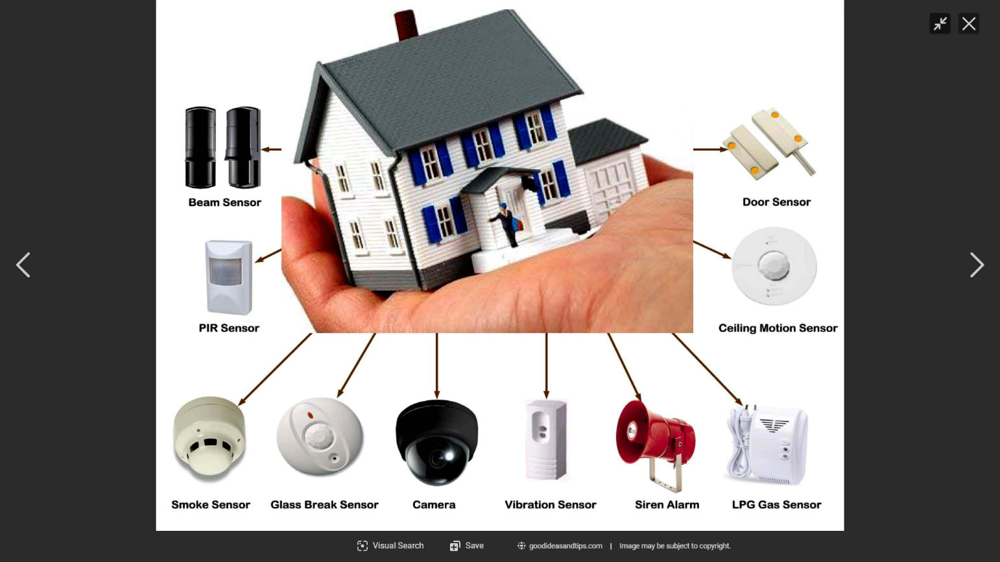 Beam Sensor
Door Sensor
PIR Sensor
Ceiling Motion Sensor
Smoke Sensor
Glass Break Sensor
Camera
Vibration Sensor
Siren Alarm
LPG Gas Sensor
Visual Search
Save
goodideasandtips.com | Image may be subject to copyright.